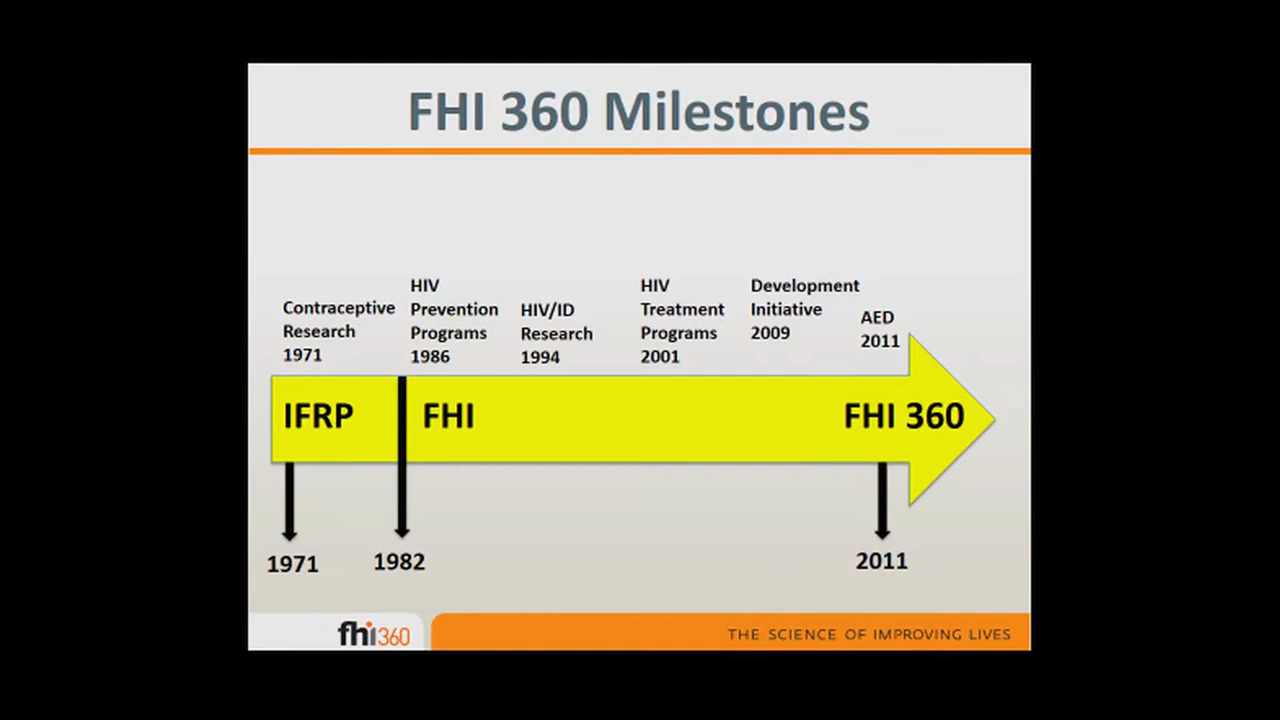 FHI 360 Milestones
Contraceptive
Research
1971
HIV
Prevention
Programs
1986
HIV/ID
Research
1994
HIV
Treatment
Programs
2001
Development
Initiative
2009
AED
2011
IFRP
FHI
FHI 360
1971
1982
2011
fhi360
THE SCIENCE OF IMPROVING LIVES